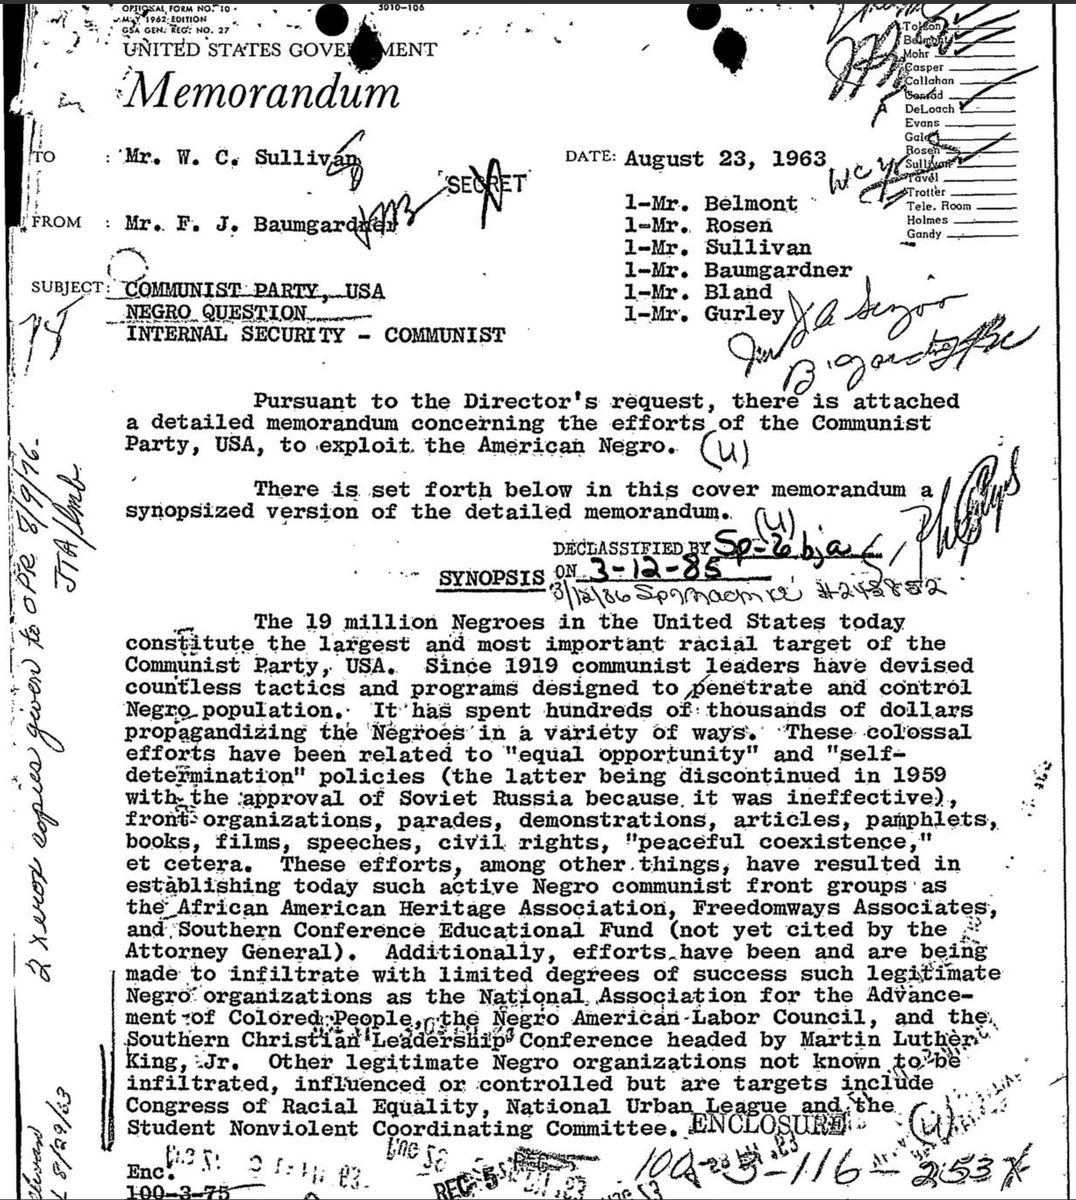 OPTIONAL FORM NO. 10
5010-106
MAY 1962 EDITION
GSA GEN. REG. NO. 27
UNITED STATES GOVERNMENT
Memorandum
Tolson
Belmont
Mohr
Casper
Callahan
Conrad
DeLoach
Evans
Gale
Rosen
Sullivan
Tavel
Trotter
Tele. Room
Holmes
Gandy
TO : Mr. W. C. Sullivan
DATE: August 23, 1963
SECRET
FROM : Mr. F. J. Baumgardner
1-Mr. Belmont
1-Mr. Rosen
1-Mr. Sullivan
1-Mr. Baumgardner
1-Mr. Bland
1-Mr. Gurley
SUBJECT: COMMUNIST PARTY, USA
NEGRO QUESTION
INTERNAL SECURITY - COMMUNIST
Pursuant to the Director's request, there is attached
a detailed memorandum concerning the efforts of the Communist
Party, USA, to exploit the American Negro. (U)
There is set forth below in this cover memorandum a
synopsized version of the detailed memorandum. (U)
DECLASSIFIED BY Sp-2 bja
ON 3-12-85
SYNOPSIS
The 19 million Negroes in the United States today
constitute the largest and most important racial target of the
Communist Party, USA. Since 1919 communist leaders have devised
countless tactics and programs designed to penetrate and control
Negro population. It has spent hundreds of thousands of dollars
propagandizing the Negroes in a variety of ways. These colossal
efforts have been related to "equal opportunity" and "self-
determination" policies (the latter being discontinued in 1959
with the approval of Soviet Russia because it was ineffective),
front organizations, parades, demonstrations, articles, pamphlets,
books, films, speeches, civil rights, "peaceful coexistence,"
et cetera. These efforts, among other things, have resulted in
establishing today such active Negro communist front groups as
the African American Heritage Association, Freedomways Associates,
and Southern Conference Educational Fund (not yet cited by the
Attorney General). Additionally, efforts have been and are being
made to infiltrate with limited degrees of success such legitimate
Negro organizations as the National Association for the Advance-
ment of Colored People, the Negro American Labor Council, and the
Southern Christian Leadership Conference headed by Martin Luther
King, Jr. Other legitimate Negro organizations not known to be
infiltrated, influenced or controlled but are targets include
Congress of Racial Equality, National Urban League and the
Student Nonviolent Coordinating Committee. ENCLOSURE (U)
Enc.
100-3-75
REC-5
100-3-116-253X
2 xerox copies given to OPR 8/9/76